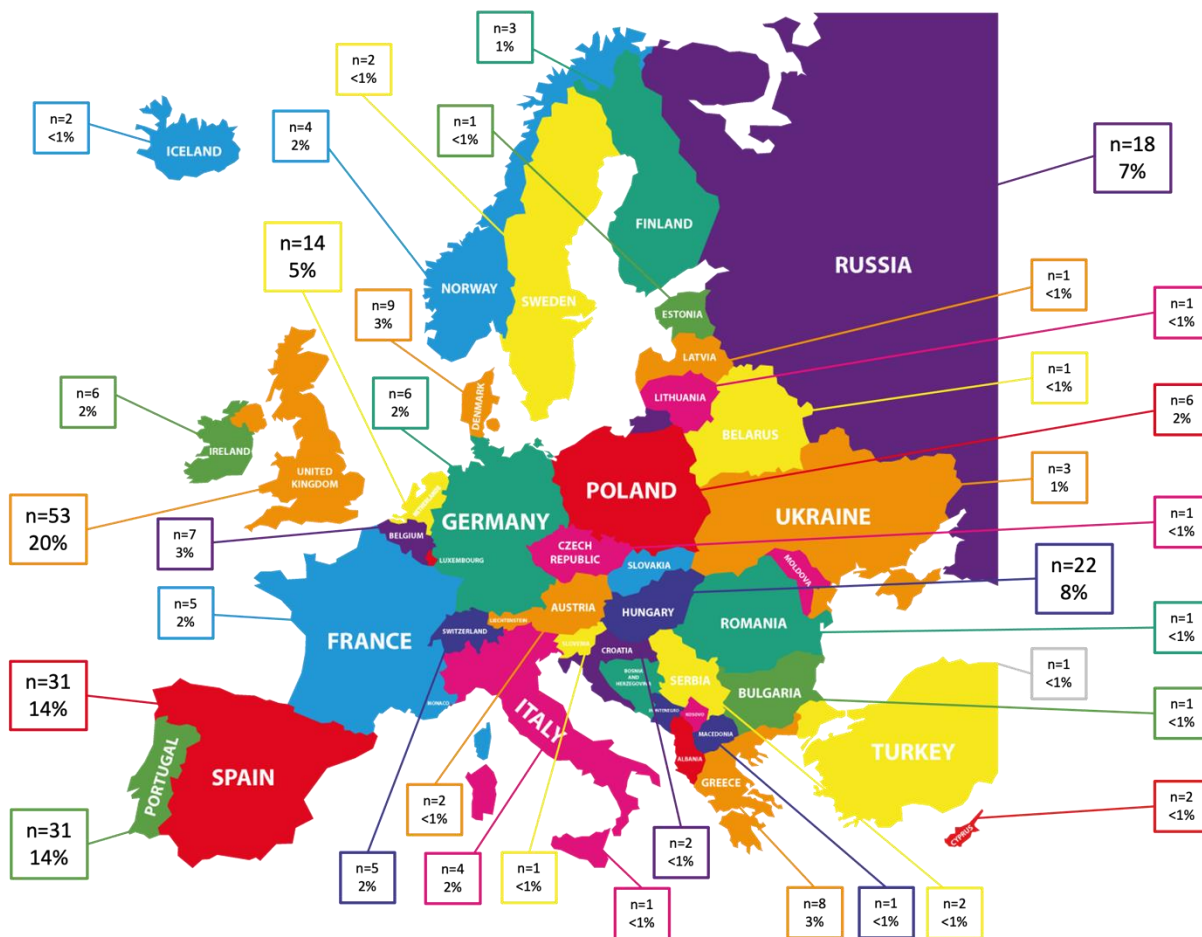 n=3
1%
n=2
<1%
n=2
<1%
ICELAND
n=4
2%
n=1
<1%
n=18
7%
FINLAND
n=14
5%
RUSSIA
NORWAY
SWEDEN
n=1
<1%
n=1
<1%
n=9
3%
ESTONIA
LATVIA
n=6
2%
n=6
2%
DENMARK
LITHUANIA
n=1
<1%
n=6
2%
IRELAND
UNITED
KINGDOM
BELARUS
NETHERLANDS
POLAND
n=3
1%
n=53
20%
n=7
3%
BELGIUM
GERMANY
UKRAINE
n=1
<1%
LUXEMBOURG
CZECH
REPUBLIC
SLOVAKIA
MOLDOVA
n=22
8%
n=5
2%
FRANCE
SWITZERLAND
LIECHTENSTEIN
AUSTRIA
HUNGARY
ROMANIA
n=1
<1%
SLOVENIA
CROATIA
n=31
14%
BOSNIA
AND
HERZEGOVINA
SERBIA
BULGARIA
n=1
<1%
MONACO
ITALY
MONTENEGRO
KOSOVO
MACEDONIA
n=1
<1%
PORTUGAL
SPAIN
ALBANIA
GREECE
TURKEY
n=2
<1%
n=2
<1%
CYPRUS
n=31
14%
n=5
2%
n=4
2%
n=1
<1%
n=1
<1%
n=2
<1%
n=8
3%
n=1
<1%
n=2
<1%